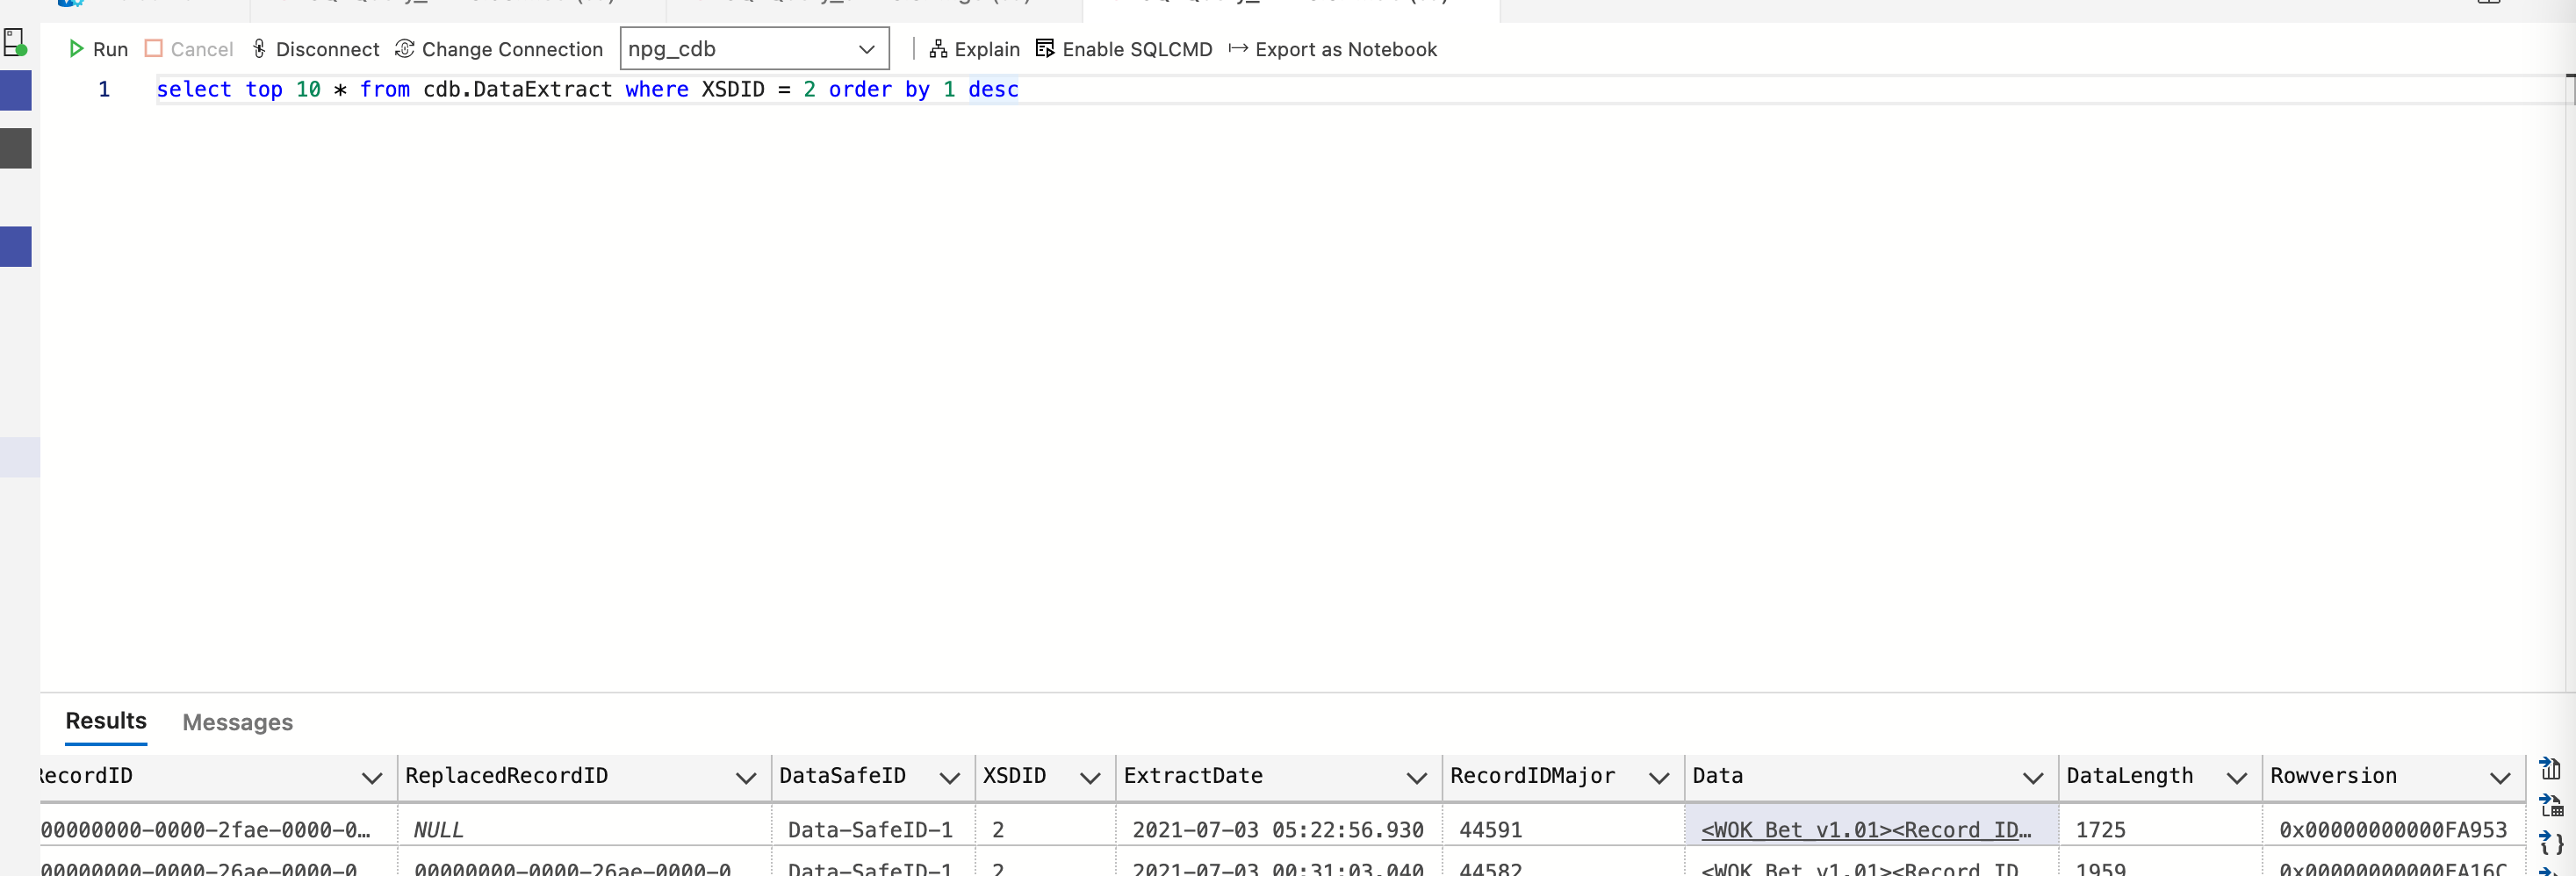 Run Cancel Disconnect Change Connection npg_cdb Explain Enable SQLCMD Export as Notebook
1 select top 10 * from cdb.DataExtract where XSDID = 2 order by 1 desc
Results Messages
RecordID ReplacedRecordID DataSafeID XSDID ExtractDate RecordIDMajor Data DataLength Rowversion
00000000-0000-2fae-0000-0… NULL Data-SafeID-1 2 2021-07-03 05:22:56.930 44591 <WOK_Bet_v1.01><Record_ID… 1725 0x00000000000FA953
00000000-0000-26ae-0000-0 00000000-0000-26ae-0000-0 Data-SafeID-1 2 2021-07-03 00:31:03.040 44582 <WOK_Bet_v1.01><Record_ID 1959 0x00000000000FA16C